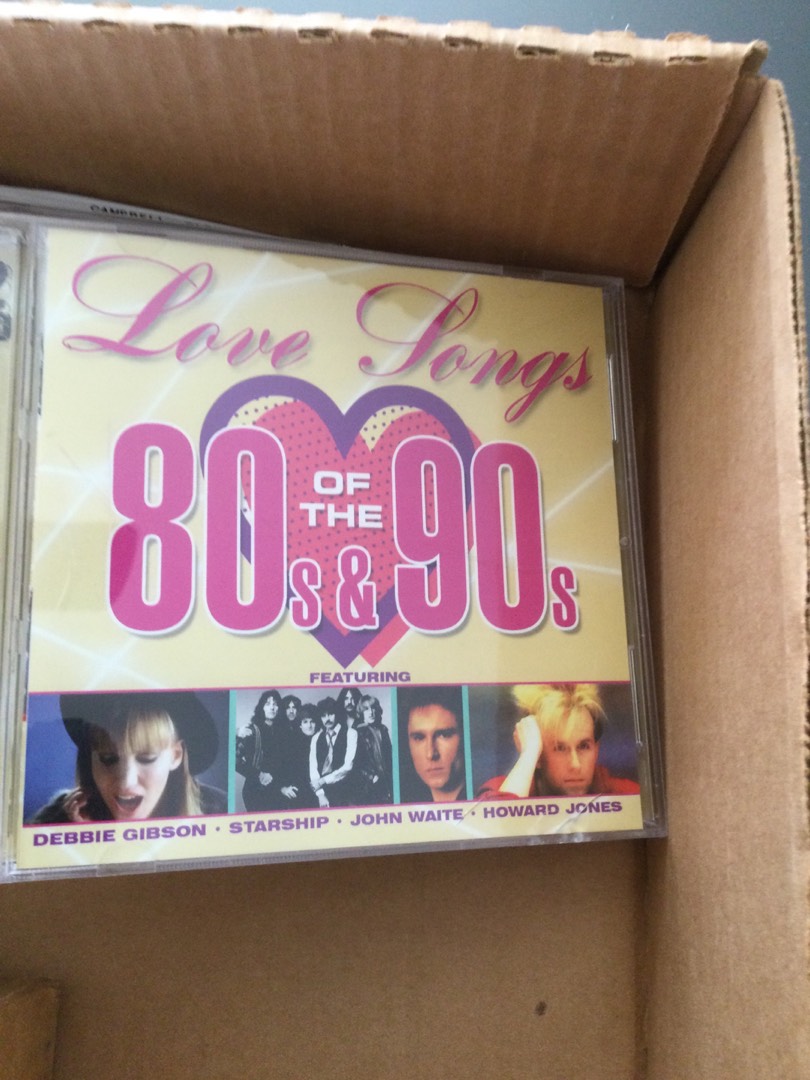 Love Songs
80s & 90s
OF
THE
FEATURING
DEBBIE GIBSON · STARSHIP · JOHN WAITE · HOWARD JONES